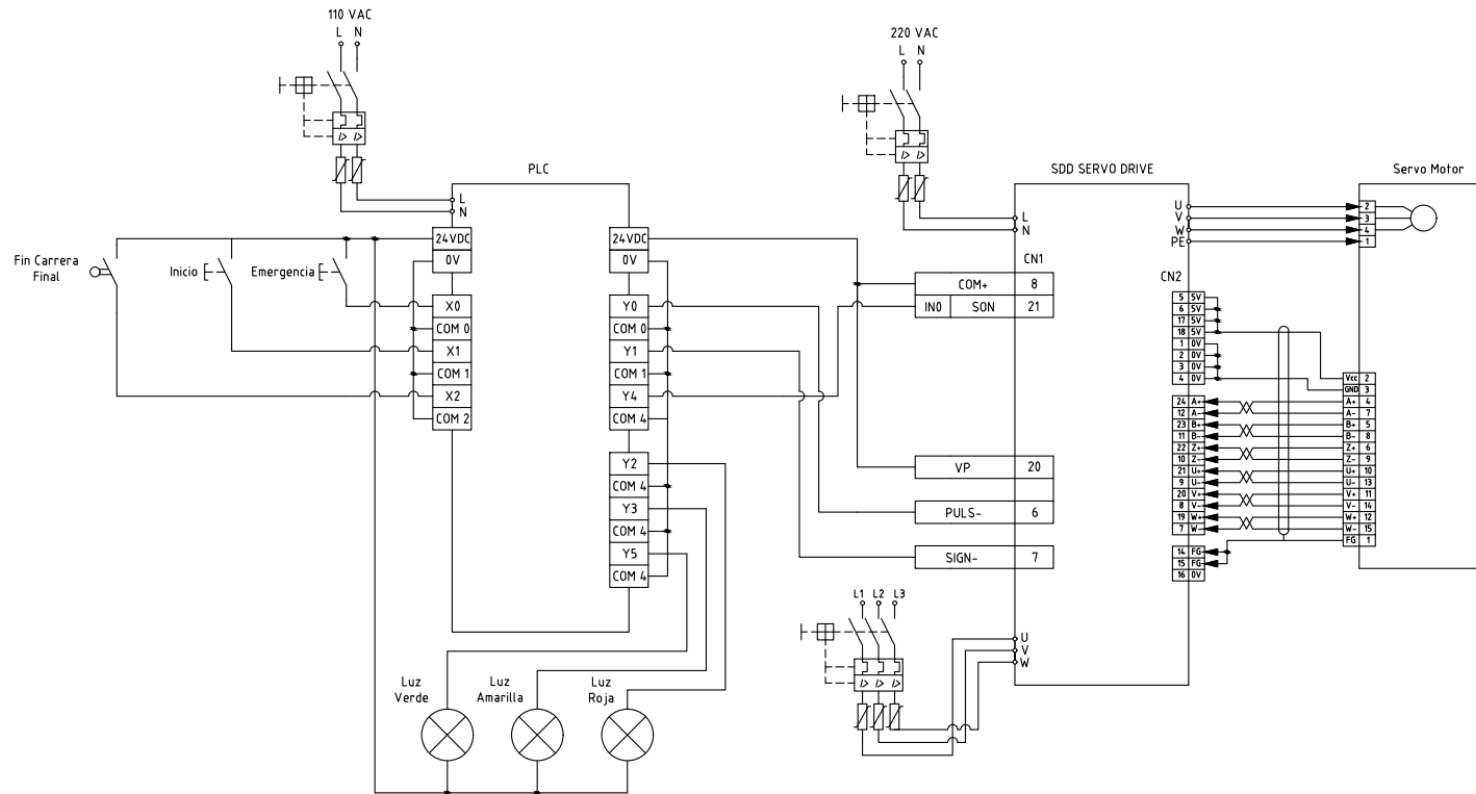 110 VAC
L N
220 VAC
L N
PLC
SDD SERVO DRIVE
Servo Motor
L
N
L
N
U
V
W
PE
2
3
4
1
Fin Carrera
Final
Inicio
Emergencia
24VDC
0V
X0
COM 0
X1
COM 1
X2
COM 2
24VDC
0V
Y0
COM 0
Y1
COM 1
Y4
COM 4
Y2
COM 4
Y3
COM 4
Y5
COM 4
CN1
COM+ 8
IN0 SON 21
VP 20
PULS- 6
SIGN- 7
CN2
5 5V
6 5V
17 5V
18 5V
1 0V
2 0V
3 0V
4 0V
24 A+
12 A-
23 B+
11 B-
22 Z+
10 Z-
21 U+
9 U-
20 V+
8 V-
19 W+
7 W-
14 FG
15 FG
16 0V
Vcc 2
GND 3
A+ 4
A- 7
B+ 5
B- 8
Z+ 6
Z- 9
U+ 10
U- 13
V+ 11
V- 14
W+ 12
W- 15
FG 1
L1 L2 L3
U
V
W
Luz
Verde
Luz
Amarilla
Luz
Roja